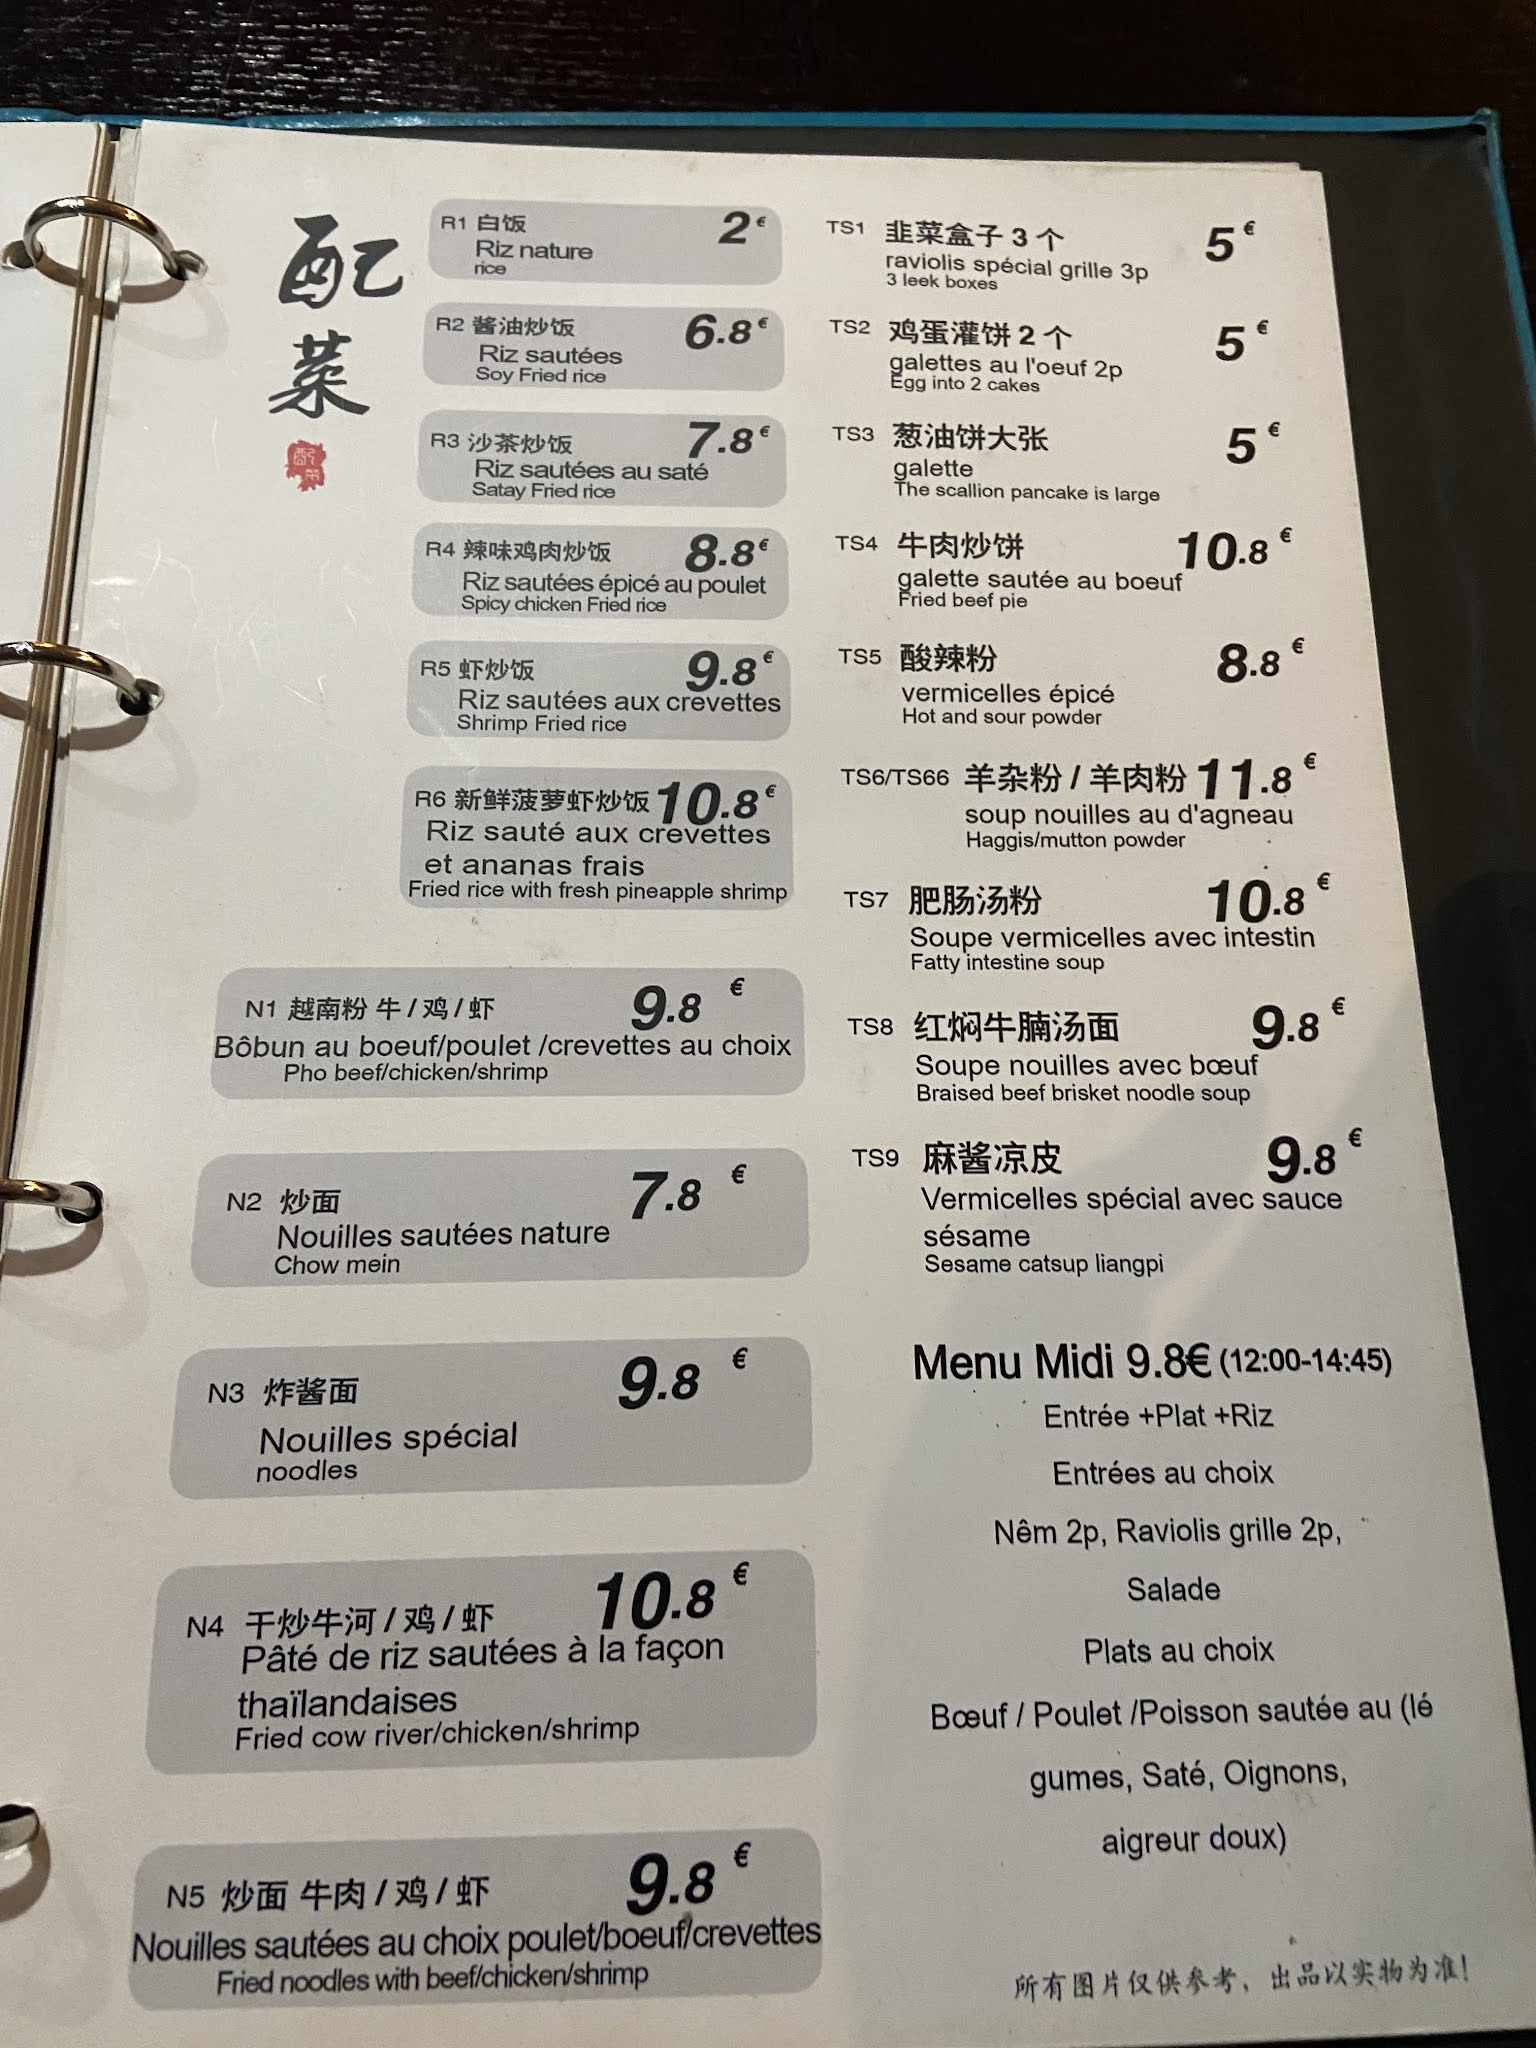 配菜
R1 白饭 2€
Riz nature
rice
R2 酱油炒饭 6.8€
Riz sautées
Soy Fried rice
R3 沙茶炒饭 7.8€
Riz sautées au saté
Satay Fried rice
R4 辣味鸡肉炒饭 8.8€
Riz sautées épicé au poulet
Spicy chicken Fried rice
R5 虾炒饭 9.8€
Riz sautées aux crevettes
Shrimp Fried rice
R6 新鲜菠萝虾炒饭 10.8€
Riz sauté aux crevettes
et ananas frais
Fried rice with fresh pineapple shrimp
N1 越南粉 牛 / 鸡 / 虾 9.8€
Bôbun au boeuf/poulet /crevettes au choix
Pho beef/chicken/shrimp
N2 炒面 7.8€
Nouilles sautées nature
Chow mein
N3 炸酱面 9.8€
Nouilles spécial
noodles
N4 干炒牛河 / 鸡 / 虾 10.8€
Pâté de riz sautées à la façon
thaïlandaises
Fried cow river/chicken/shrimp
N5 炒面 牛肉 / 鸡 / 虾 9.8€
Nouilles sautées au choix poulet/boeuf/crevettes
Fried noodles with beef/chicken/shrimp
TS1 韭菜盒子 3 个 5€
raviolis spécial grille 3p
3 leek boxes
TS2 鸡蛋灌饼 2 个 5€
galettes au l'oeuf 2p
Egg into 2 cakes
TS3 葱油饼大张 5€
galette
The scallion pancake is large
TS4 牛肉炒饼 10.8€
galette sautée au boeuf
Fried beef pie
TS5 酸辣粉 8.8€
vermicelles épicé
Hot and sour powder
TS6/TS66 羊杂粉 / 羊肉粉 11.8€
soup nouilles au d'agneau
Haggis/mutton powder
TS7 肥肠汤粉 10.8€
Soupe vermicelles avec intestin
Fatty intestine soup
TS8 红焖牛腩汤面 9.8€
Soupe nouilles avec bœuf
Braised beef brisket noodle soup
TS9 麻酱凉皮 9.8€
Vermicelles spécial avec sauce
sésame
Sesame catsup liangpi
Menu Midi 9.8€ (12:00-14:45)
Entrée +Plat +Riz
Entrées au choix
Nêm 2p, Raviolis grille 2p,
Salade
Plats au choix
Bœuf / Poulet /Poisson sautée au (lé
gumes, Saté, Oignons,
aigreur doux)
所有图片仅供参考，出品以实物为准！